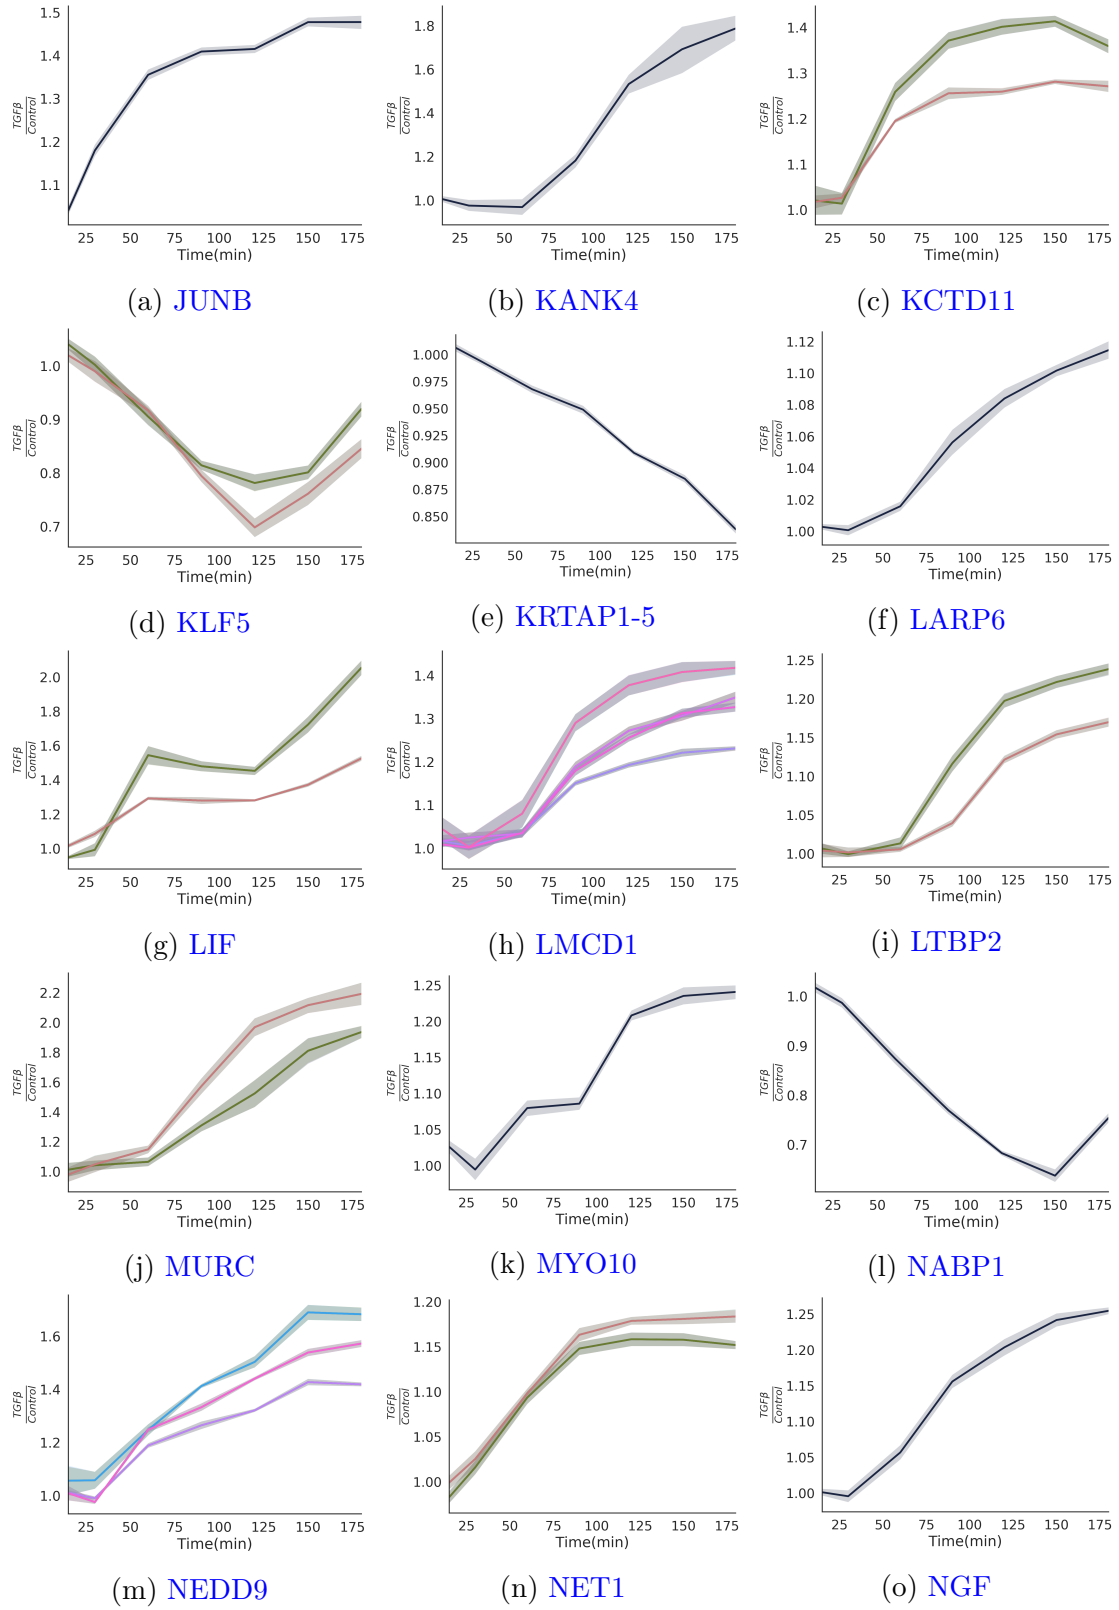 1.5
1.4
1.3
1.2
1.1
TGFβ
Control
25 50 75 100 125 150 175
Time(min)
(a) JUNB
1.8
1.6
1.4
1.2
1.0
TGFβ
Control
25 50 75 100 125 150 175
Time(min)
(b) KANK4
1.4
1.3
1.2
1.1
1.0
TGFβ
Control
25 50 75 100 125 150 175
Time(min)
(c) KCTD11
1.0
0.9
0.8
0.7
TGFβ
Control
25 50 75 100 125 150 175
Time(min)
(d) KLF5
1.000
0.975
0.950
0.925
0.900
0.875
0.850
TGFβ
Control
25 50 75 100 125 150 175
Time(min)
(e) KRTAP1-5
1.12
1.10
1.08
1.06
1.04
1.02
1.00
TGFβ
Control
25 50 75 100 125 150 175
Time(min)
(f) LARP6
2.0
1.8
1.6
1.4
1.2
1.0
TGFβ
Control
25 50 75 100 125 150 175
Time(min)
(g) LIF
1.4
1.3
1.2
1.1
1.0
TGFβ
Control
25 50 75 100 125 150 175
Time(min)
(h) LMCD1
1.25
1.20
1.15
1.10
1.05
1.00
TGFβ
Control
25 50 75 100 125 150 175
Time(min)
(i) LTBP2
2.2
2.0
1.8
1.6
1.4
1.2
1.0
TGFβ
Control
25 50 75 100 125 150 175
Time(min)
(j) MURC
1.25
1.20
1.15
1.10
1.05
1.00
TGFβ
Control
25 50 75 100 125 150 175
Time(min)
(k) MYO10
1.0
0.9
0.8
0.7
TGFβ
Control
25 50 75 100 125 150 175
Time(min)
(l) NABP1
1.6
1.4
1.2
1.0
TGFβ
Control
25 50 75 100 125 150 175
Time(min)
(m) NEDD9
1.20
1.15
1.10
1.05
1.00
TGFβ
Control
25 50 75 100 125 150 175
Time(min)
(n) NET1
1.25
1.20
1.15
1.10
1.05
1.00
TGFβ
Control
25 50 75 100 125 150 175
Time(min)
(o) NGF